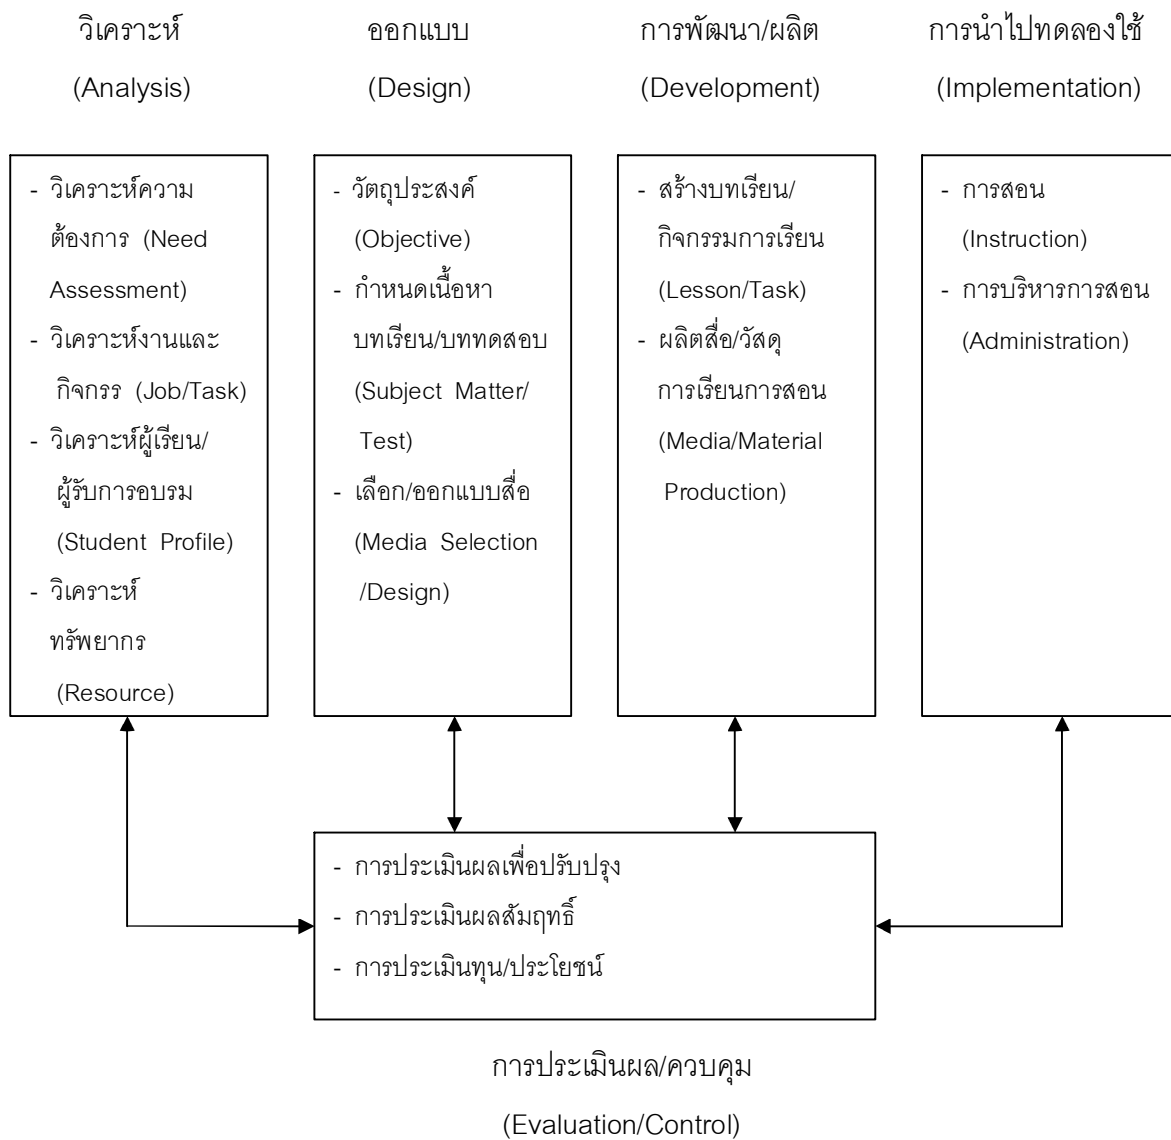 วิเคราะห์
(Analysis)
- วิเคราะห์ความ
ต้องการ (Need
Assessment)
- วิเคราะห์งานและ
กิจกรร (Job/Task)
- วิเคราะห์ผู้เรียน/
ผู้รับการอบรม
(Student Profile)
- วิเคราะห์
ทรัพยากร
(Resource)
ออกแบบ
(Design)
- วัตถุประสงค์
(Objective)
- กำหนดเนื้อหา
บทเรียน/บททดสอบ
(Subject Matter/
Test)
- เลือก/ออกแบบสื่อ
(Media Selection
/Design)
การพัฒนา/ผลิต
(Development)
- สร้างบทเรียน/
กิจกรรมการเรียน
(Lesson/Task)
- ผลิตสื่อ/วัสดุ
การเรียนการสอน
(Media/Material
Production)
การนำไปทดลองใช้
(Implementation)
- การสอน
(Instruction)
- การบริหารการสอน
(Administration)
- การประเมินผลเพื่อปรับปรุง
- การประเมินผลสัมฤทธิ์
- การประเมินทุน/ประโยชน์
การประเมินผล/ควบคุม
(Evaluation/Control)